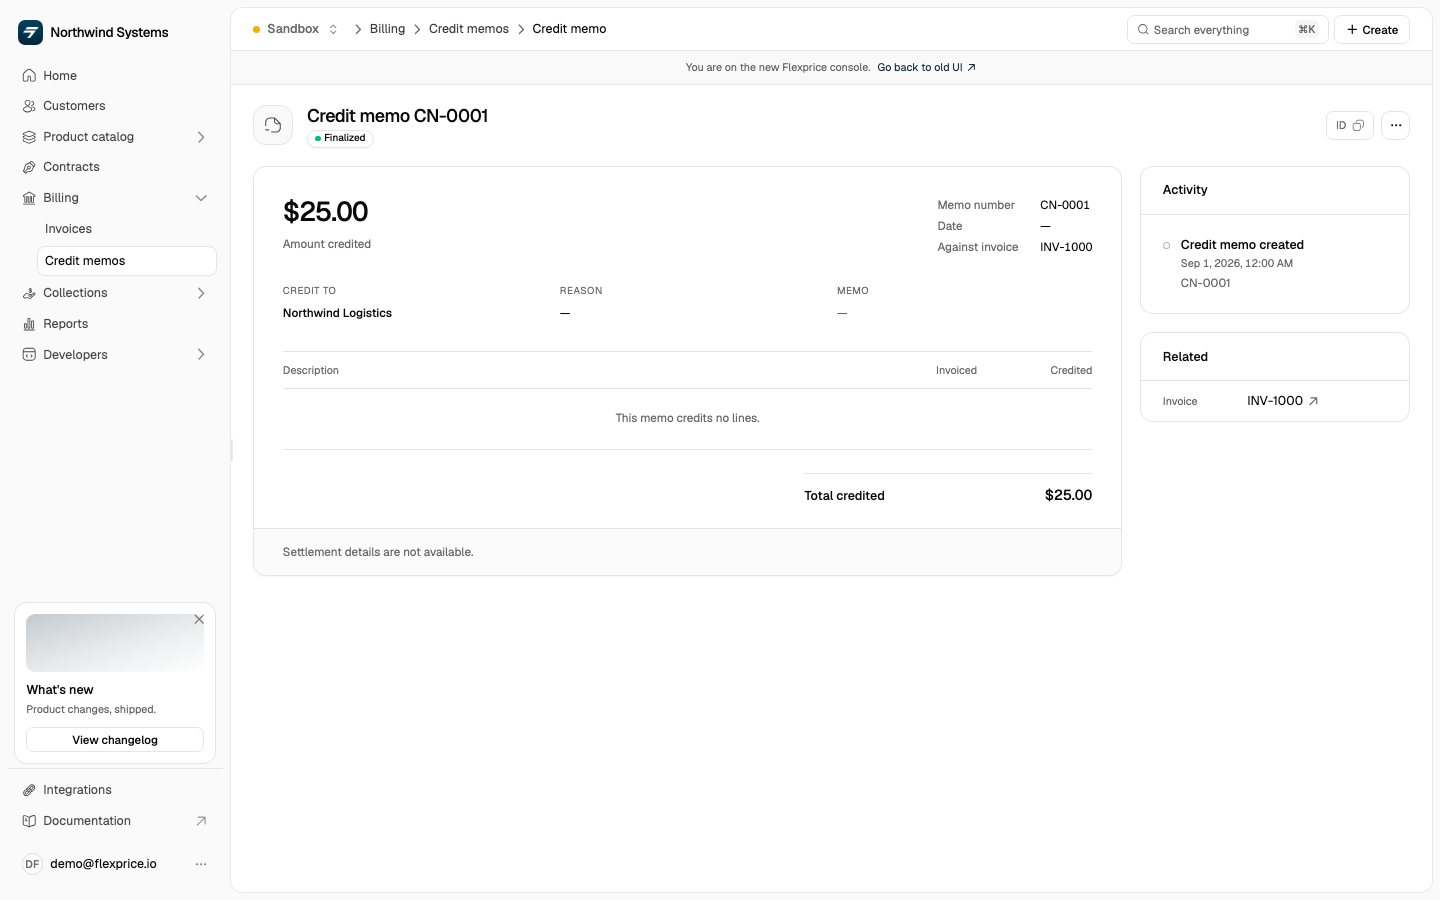 Northwind Systems
Home
Customers
Product catalog
Contracts
Billing
Invoices
Credit memos
Collections
Reports
Developers
What's new
Product changes, shipped.
View changelog
Integrations
Documentation
DF demo@flexprice.io
Sandbox Billing Credit memos Credit memo
Search everything ⌘K
Create
You are on the new Flexprice console. Go back to old UI
Credit memo CN-0001
Finalized
ID
$25.00
Amount credited
Memo number CN-0001
Date —
Against invoice INV-1000
CREDIT TO REASON MEMO
Northwind Logistics — —
Description Invoiced Credited
This memo credits no lines.
Total credited $25.00
Settlement details are not available.
Activity
Credit memo created
Sep 1, 2026, 12:00 AM
CN-0001
Related
Invoice INV-1000